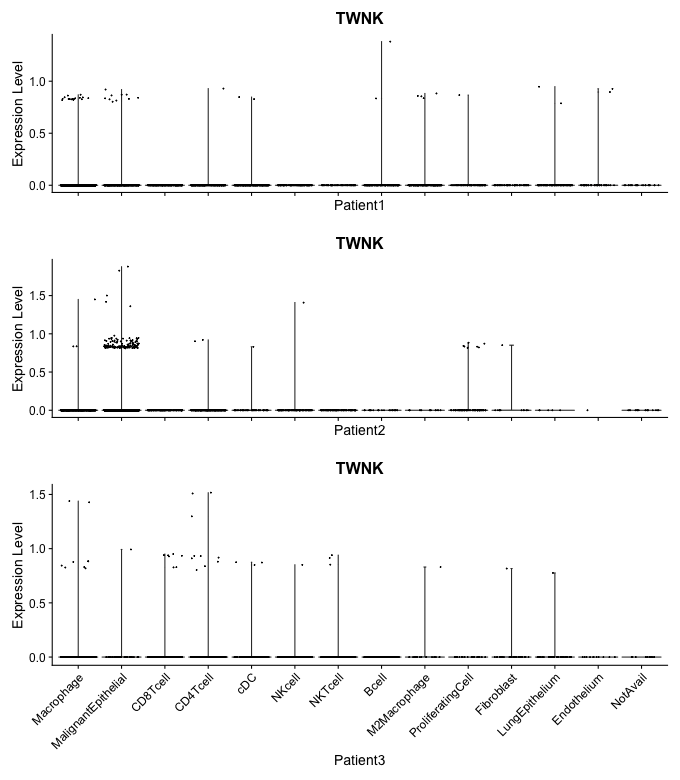 TWNK
Expression Level
1.0
0.5
0.0
Patient1
TWNK
Expression Level
1.5
1.0
0.5
0.0
Patient2
TWNK
Expression Level
1.5
1.0
0.5
0.0
Macrophage
MalignantEpithelial
CD8Tcell
CD4Tcell
cDC
NKcell
NKTcell
Bcell
M2Macrophage
ProliferatingCell
Fibroblast
LungEpithelium
Endothelium
NotAvail
Patient3